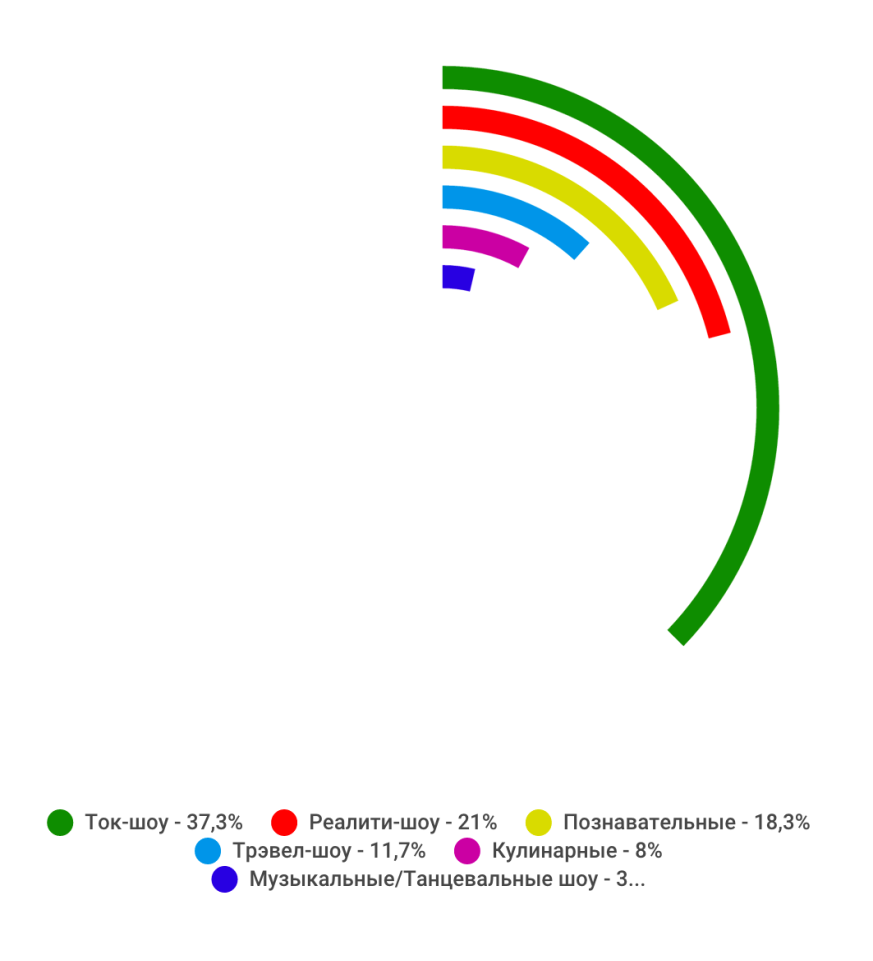 Ток-шоу - 37,3% Реалити-шоу - 21% Познавательные - 18,3%
Трэвел-шоу - 11,7% Кулинарные - 8%
Музыкальные/Танцевальные шоу - 3...